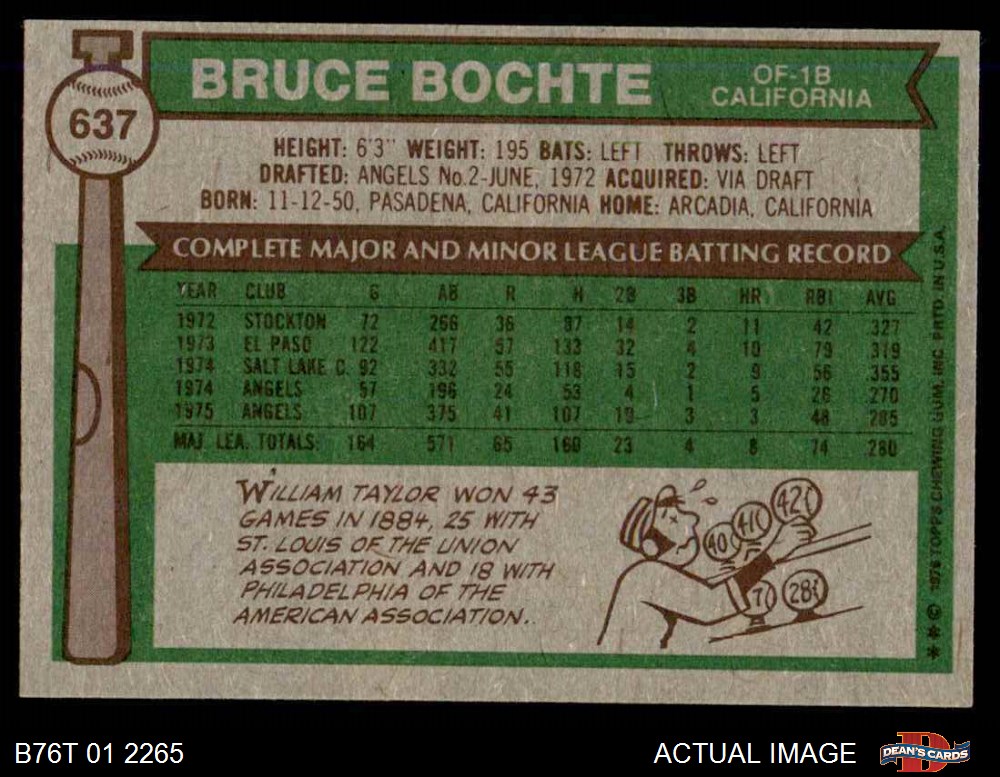 T
637
BRUCE BOCHTE
OF-1B
CALIFORNIA
HEIGHT: 6'3" WEIGHT: 195 BATS: LEFT THROWS: LEFT
DRAFTED: ANGELS No.2-JUNE, 1972 ACQUIRED: VIA DRAFT
BORN: 11-12-50, PASADENA, CALIFORNIA HOME: ARCADIA, CALIFORNIA
COMPLETE MAJOR AND MINOR LEAGUE BATTING RECORD
YEAR CLUB G AB R H 2B 3B HR RBI AVG
1972 STOCKTON 72 266 36 87 14 2 11 42 .327
1973 EL PASO 122 417 57 133 32 4 10 79 .319
1974 SALT LAKE C. 92 332 55 118 15 2 9 56 .355
1974 ANGELS 57 196 24 53 4 1 5 26 .270
1975 ANGELS 107 375 41 107 19 3 3 48 .285
MAJ. LEA. TOTALS: 164 571 65 160 23 4 8 74 .280
WILLIAM TAYLOR WON 43
GAMES IN 1884, 25 WITH
ST. LOUIS OF THE UNION
ASSOCIATION AND 18 WITH
PHILADELPHIA OF THE
AMERICAN ASSOCIATION.
40 41 42
7 28
**© 1976 TOPPS CHEWING GUM, INC. PRTD. IN U.S.A.
B76T 01 2265
ACTUAL IMAGE
D
DEAN'S CARDS